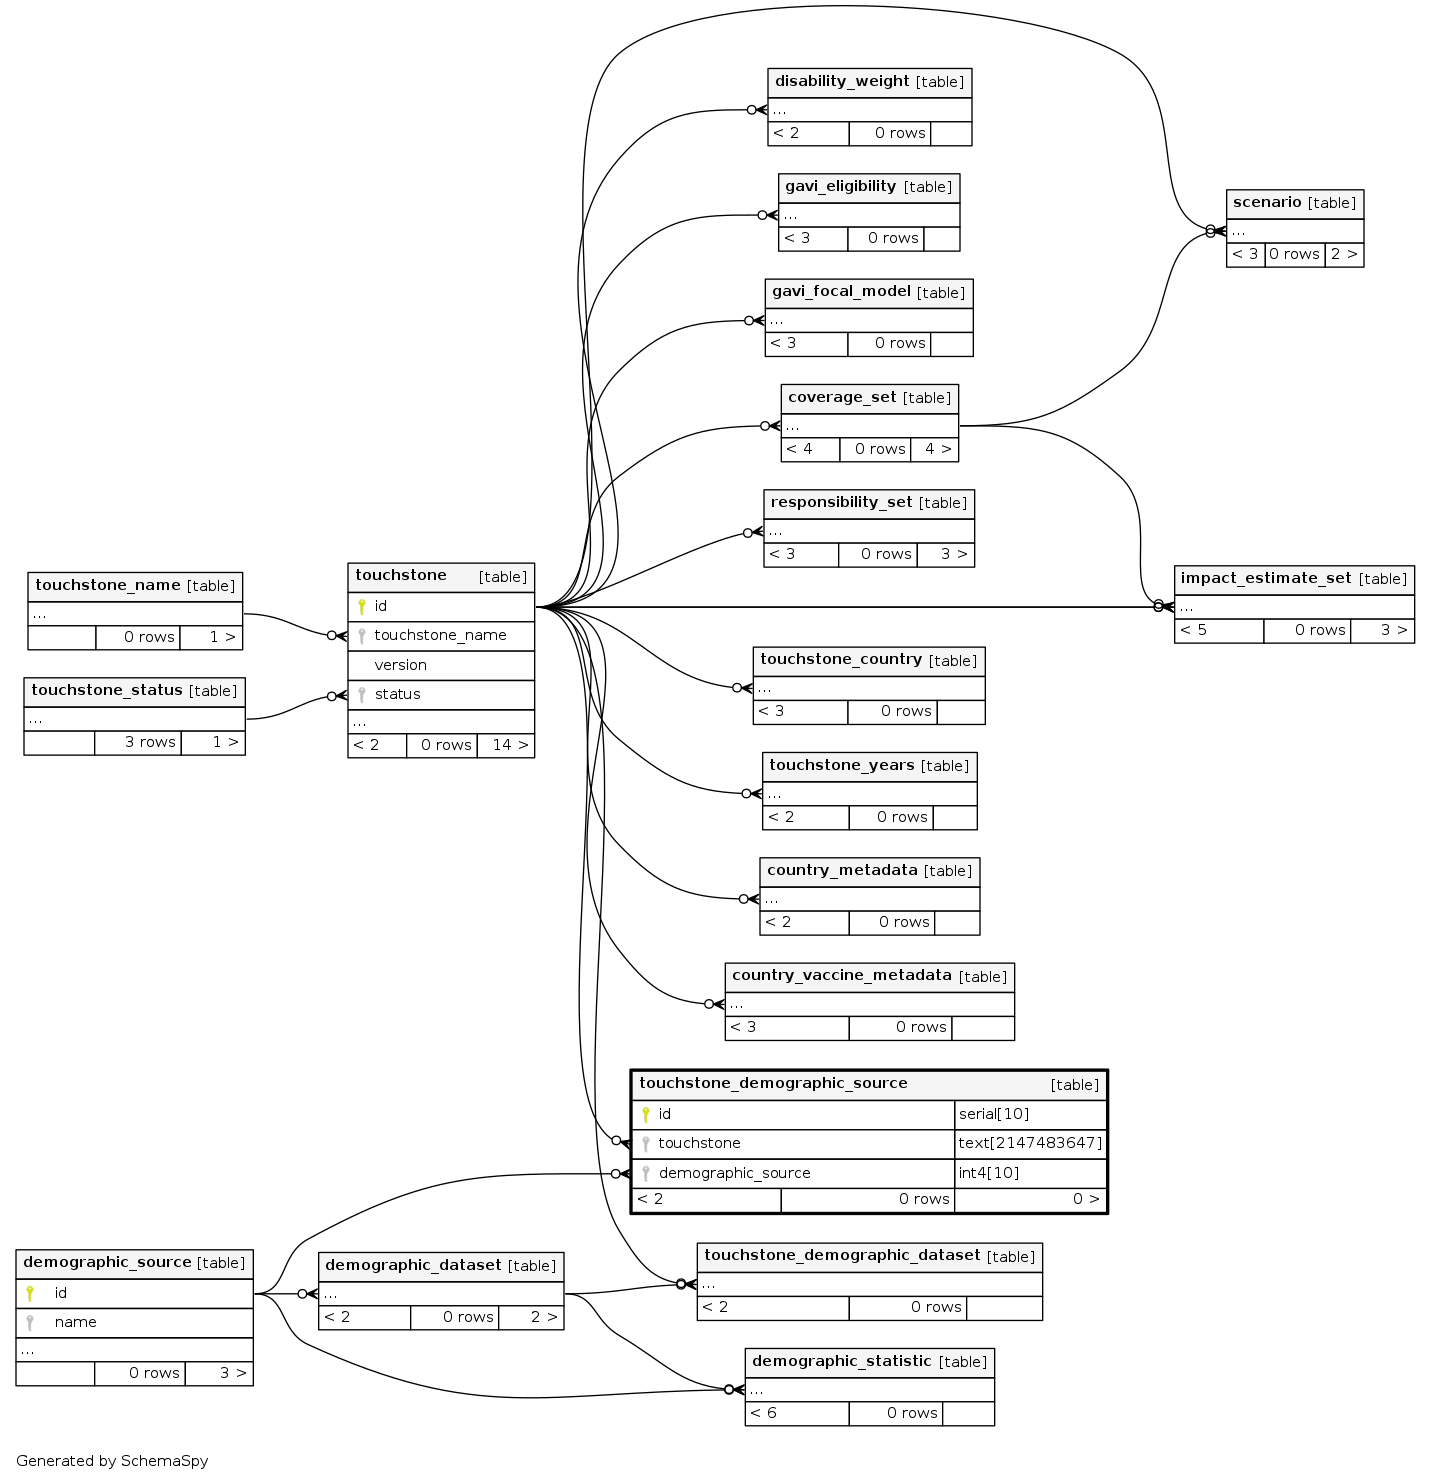 disability_weight [table]
...
< 2 0 rows
gavi_eligibility [table]
...
< 3 0 rows
scenario [table]
...
< 3 0 rows 2 >
gavi_focal_model [table]
...
< 3 0 rows
coverage_set [table]
...
< 4 0 rows 4 >
responsibility_set [table]
...
< 3 0 rows 3 >
touchstone_name [table]
...
0 rows 1 >
touchstone_status [table]
...
3 rows 1 >
touchstone [table]
id
touchstone_name
version
status
...
< 2 0 rows 14 >
impact_estimate_set [table]
...
< 5 0 rows 3 >
touchstone_country [table]
...
< 3 0 rows
touchstone_years [table]
...
< 2 0 rows
country_metadata [table]
...
< 2 0 rows
country_vaccine_metadata [table]
...
< 3 0 rows
touchstone_demographic_source [table]
id serial[10]
touchstone text[2147483647]
demographic_source int4[10]
< 2 0 rows 0 >
demographic_source [table]
id
name
...
0 rows 3 >
demographic_dataset [table]
...
< 2 0 rows 2 >
touchstone_demographic_dataset [table]
...
< 2 0 rows
demographic_statistic [table]
...
< 6 0 rows
Generated by SchemaSpy